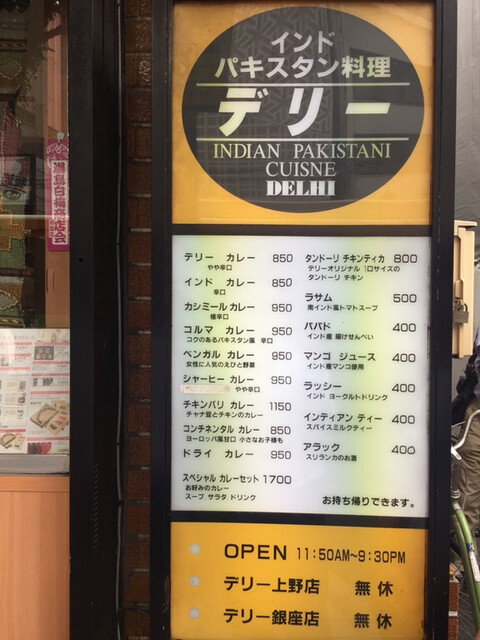 インド
パキスタン料理
デリー
INDIAN PAKISTANI
CUISNE
DELHI
湯島白梅商店会
デリー カレー 850
やや辛口
インド カレー 850
辛口
カシミール カレー 950
極辛口
コルマ カレー 950
コクのあるパキスタン風 辛口
ベンガル カレー 950
女性に人気のえびと野菜
シャーヒー カレー 950
やや辛口
チキンバリ カレー 1150
チャナ豆とチキンのカレー
コンチネンタル カレー 850
ヨーロッパ風甘口 小さなお子様も
ドライ カレー 950
スペシャル カレーセット 1700
お好みのカレー
スープ. サラダ. ドリンク
タンドーリ チキンティカ 800
デリーオリジナル 1口サイズの
タンドーリ チキン
ラサム 500
南インド風トマトスープ
パパド 400
インド産 揚げせんべい
マンゴ ジュース 400
インド産マンゴ使用
ラッシー 400
インド ヨークルトドリンク
インディアン ティー 400
スパイスミルクティー
アラック 400
スリランカのお酒
お持ち帰りできます。
OPEN 11:50AM〜9:30PM
デリー上野店 無休
デリー銀座店 無休